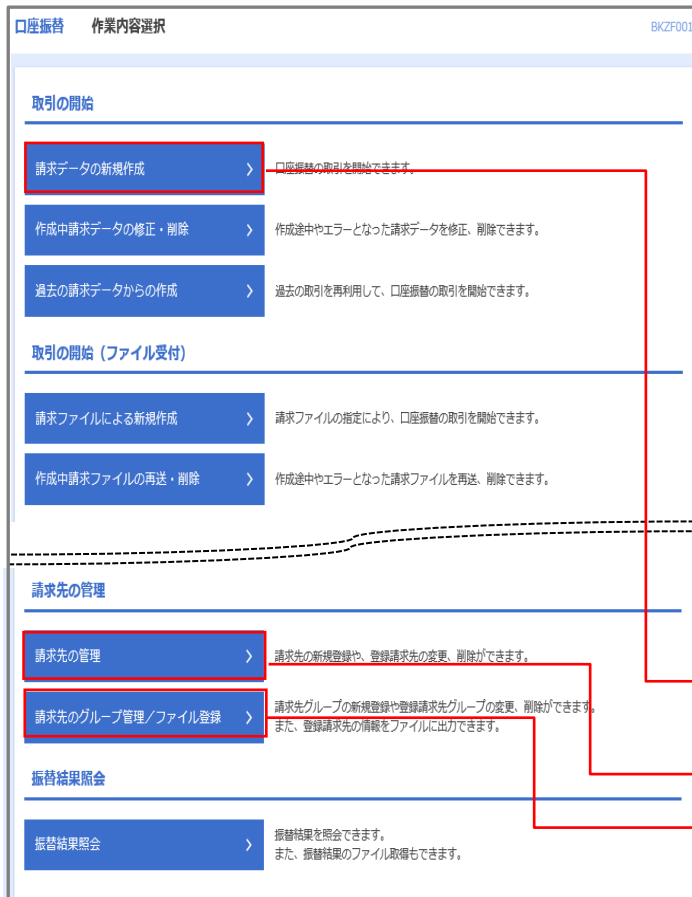 口座振替 作業内容選択 BKZF001
取引の開始
請求データの新規作成 口座振替の取引を開始できます。
作成中請求データの修正・削除 作成途中やエラーとなった請求データを修正、削除できます。
過去の請求データからの作成 過去の取引を再利用して、口座振替の取引を開始できます。
取引の開始（ファイル受付）
請求ファイルによる新規作成 請求ファイルの指定により、口座振替の取引を開始できます。
作成中請求ファイルの再送・削除 作成途中やエラーとなった請求ファイルを再送、削除できます。
請求先の管理
請求先の管理 請求先の新規登録や、登録請求先の変更、削除ができます。
請求先のグループ管理／ファイル登録 請求先グループの新規登録や登録請求先グループの変更、削除ができます。
また、登録請求先の情報をファイルに出力できます。
振替結果照会
振替結果照会 振替結果を照会できます。
また、振替結果のファイル取得もできます。